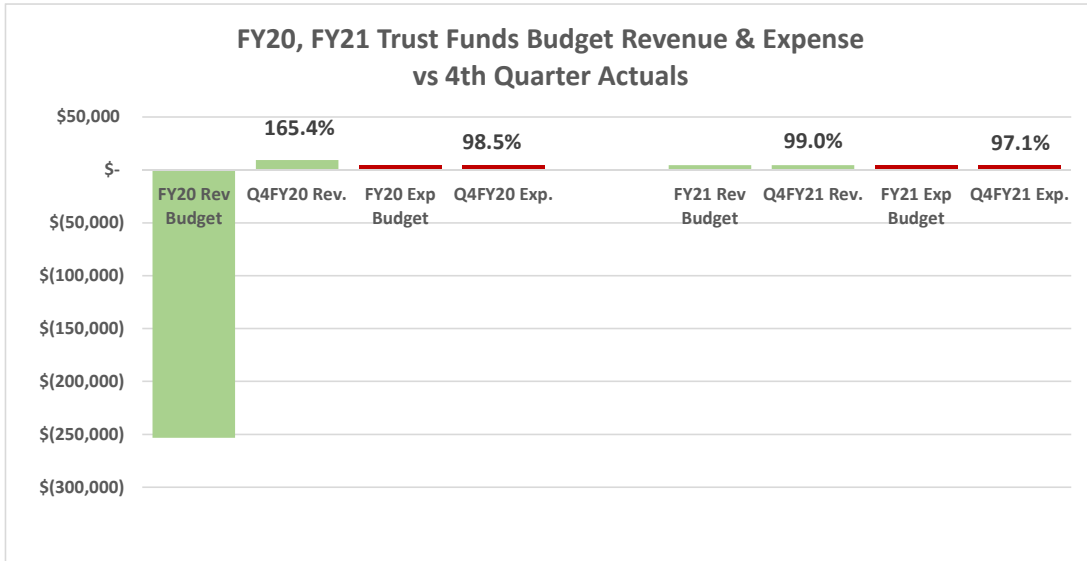 FY20, FY21 Trust Funds Budget Revenue & Expense
vs 4th Quarter Actuals
$50,000
$-
$(50,000)
$(100,000)
$(150,000)
$(200,000)
$(250,000)
$(300,000)
165.4%
98.5%
99.0%
97.1%
FY20 Rev
Budget
Q4FY20 Rev.
FY20 Exp
Budget
Q4FY20 Exp.
FY21 Rev
Budget
Q4FY21 Rev.
FY21 Exp
Budget
Q4FY21 Exp.